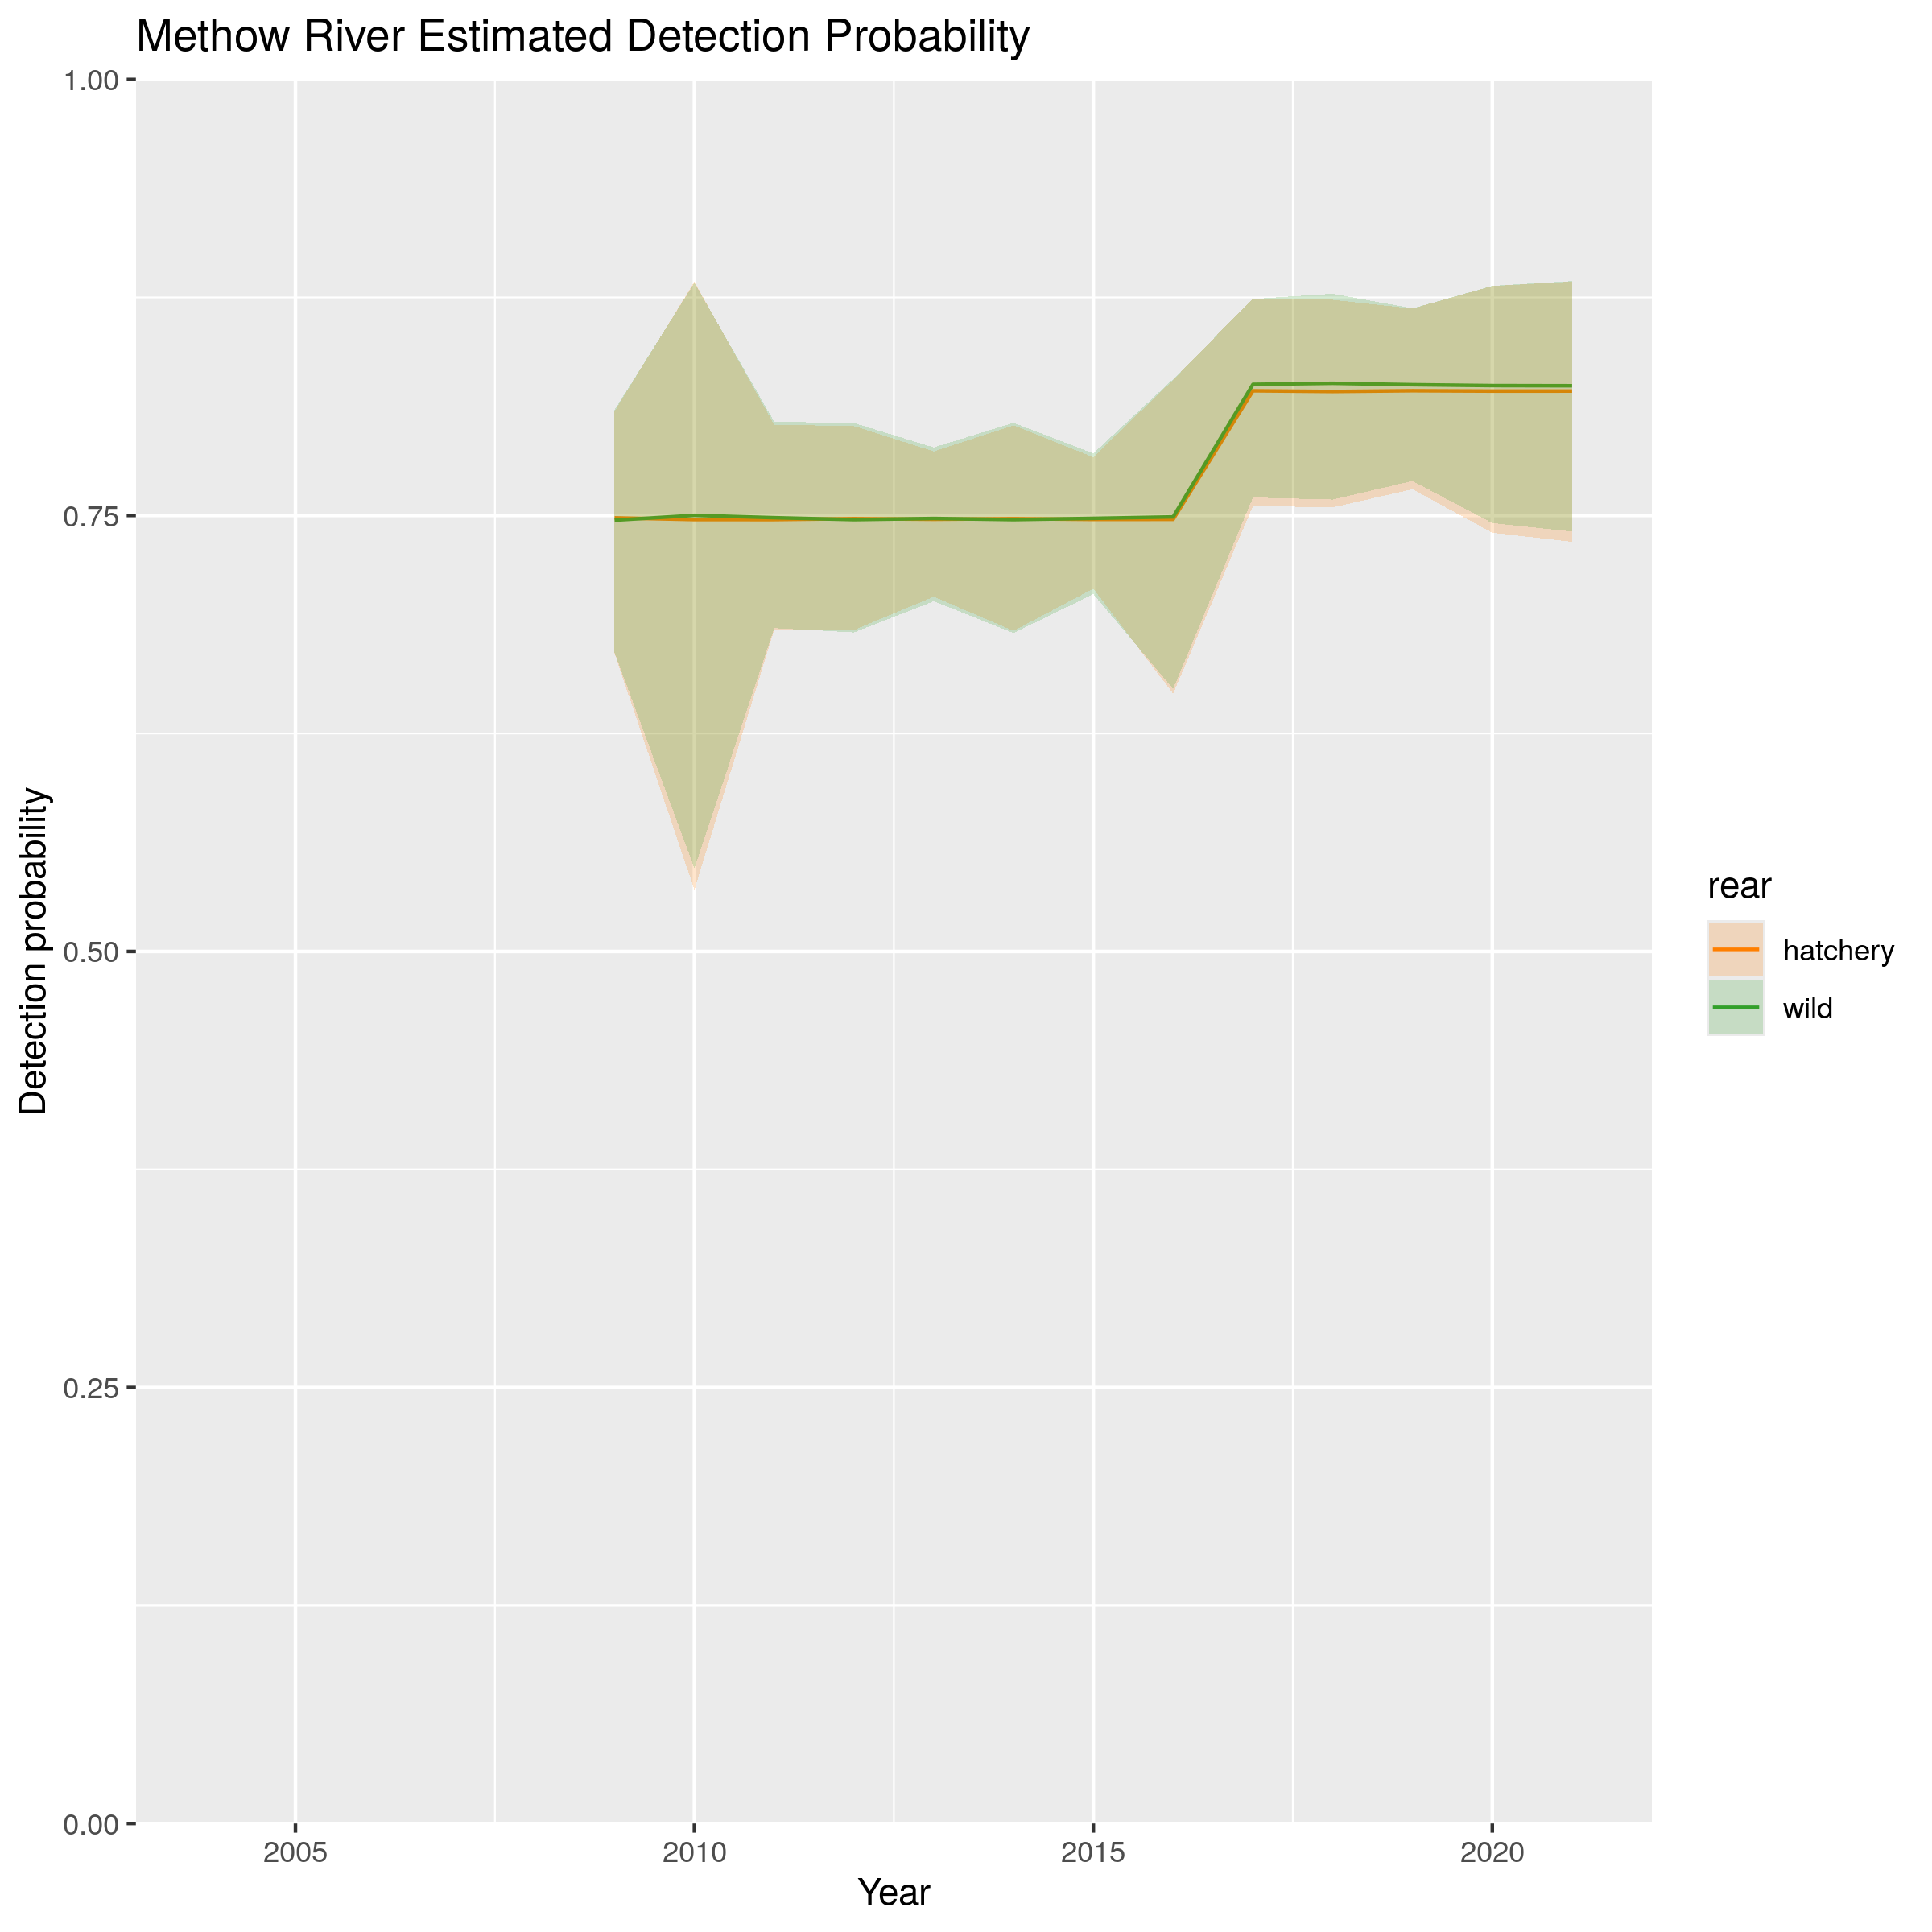 Methow River Estimated Detection Probability
1.00
0.75
0.50
0.25
0.00
Detection probability
2005 2010 2015 2020
Year
rear
hatchery
wild